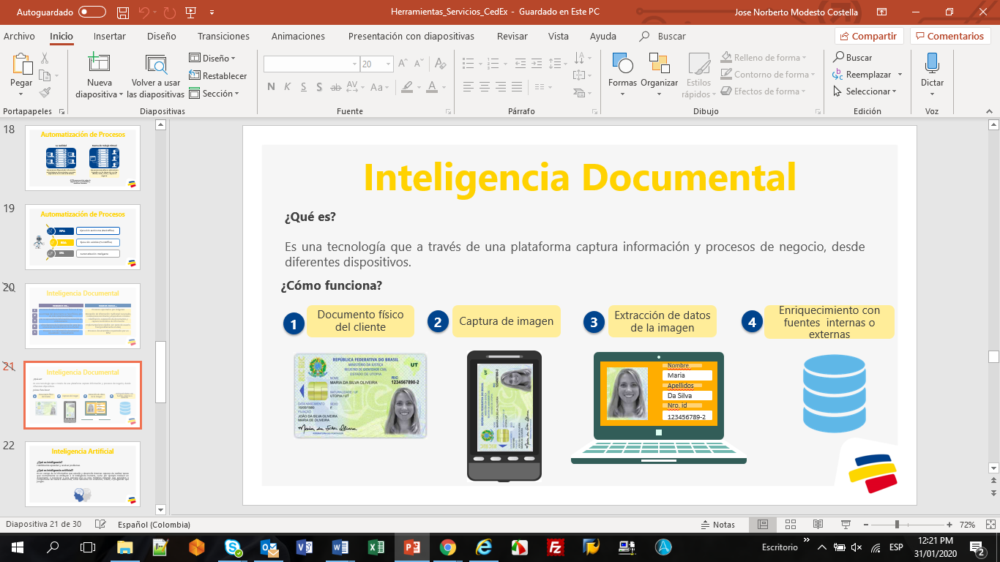 Autoguardado
Herramientas_Servicios_CedEx - Guardado en Este PC
Jose Norberto Modesto Costella
Archivo Inicio Insertar Diseño Transiciones Animaciones Presentación con diapositivas Revisar Vista Ayuda Buscar
Compartir Comentarios
Pegar
Portapapeles
Nueva diapositiva
Volver a usar las diapositivas
Diseño
Restablecer
Sección
Diapositivas
20
N K S S ab AV Aa
A
Fuente
Párrafo
Formas
Organizar
Estilos rápidos
Relleno de forma
Contorno de forma
Efectos de forma
Dibujo
Buscar
Reemplazar
Seleccionar
Edición
Dictar
Voz
18
Automatización de Procesos
19
Automatización de Procesos
20
Inteligencia Documental
21
Inteligencia Documental
22
Inteligencia Artificial
Inteligencia Documental
¿Qué es?
Es una tecnología que a través de una plataforma captura información y procesos de negocio, desde
diferentes dispositivos.
¿Cómo funciona?
1
Documento físico
del cliente
2
Captura de imagen
3
Extracción de datos
de la imagen
4
Enriquecimiento con
fuentes internas o
externas
REPÚBLICA FEDERATIVA DO BRASIL
MINISTÉRIO DA JUSTIÇA
REGISTRO DE IDENTIDADE CIVIL
ESTADO DE UTOPIA
UT
NOME
MARIA DA SILVA OLIVEIRA
RIC
1234567890-2
NATURALIDADE / UF
UTOPIA / UT
SEXO
F
DATA NASCIMENTO
FILIAÇÃO
JOÃO DA SILVA OLIVEIRA
MARIA DE OLIVEIRA
Nombre
Maria
Apellidos
Da Silva
Nro. id
123456789-2
Diapositiva 21 de 30
Español (Colombia)
Notas
72%
Escritorio
ESP
12:21 PM
31/01/2020
2